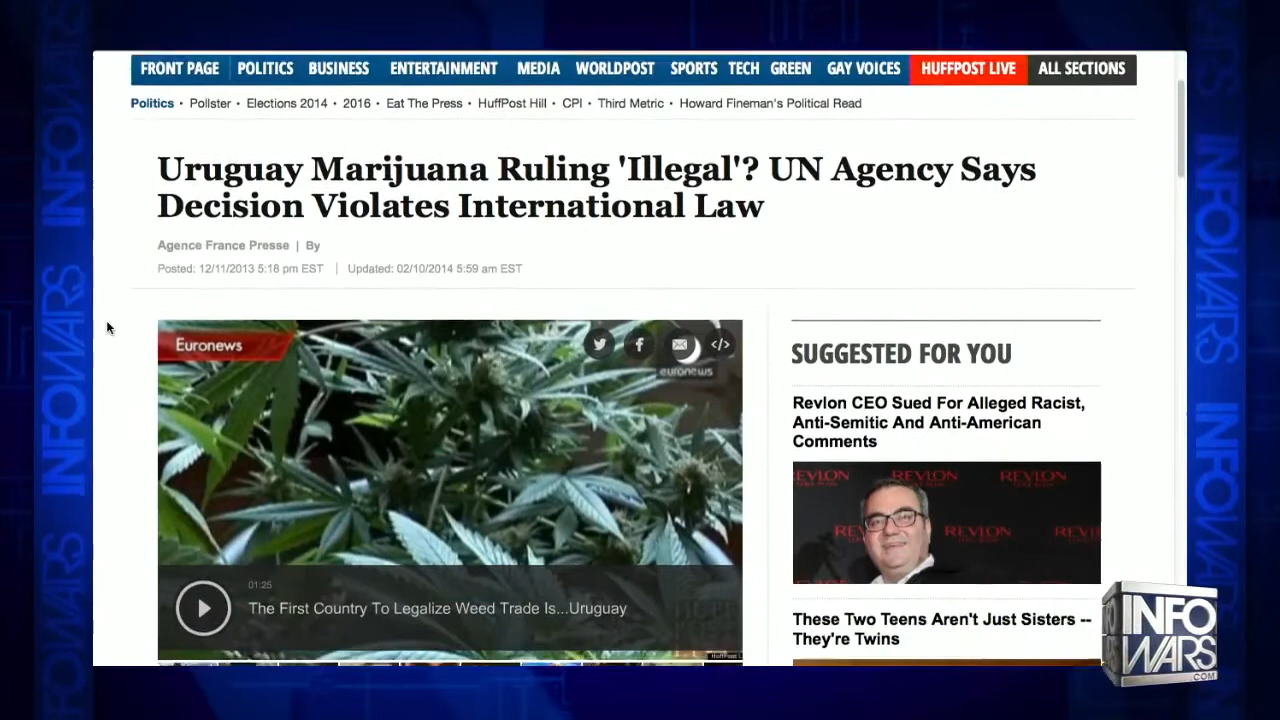 FRONT PAGE POLITICS BUSINESS ENTERTAINMENT MEDIA WORLDPOST SPORTS TECH GREEN GAY VOICES HUFFPOST LIVE ALL SECTIONS
Politics • Pollster • Elections 2014 • 2016 • Eat The Press • HuffPost Hill • CPI • Third Metric • Howard Fineman's Political Read
Uruguay Marijuana Ruling 'Illegal'? UN Agency Says
Decision Violates International Law
Agence France Presse | By
Posted: 12/11/2013 5:18 pm EST | Updated: 02/10/2014 5:59 am EST
Euronews
euronews
01:25
The First Country To Legalize Weed Trade Is...Uruguay
SUGGESTED FOR YOU
Revlon CEO Sued For Alleged Racist,
Anti-Semitic And Anti-American
Comments
REVLON REVLON REVLON
REVLON
These Two Teens Aren't Just Sisters --
They're Twins
INFOWARS
INFOWARS
INFOWARS
INFOWARS
INFO
WARS
.COM